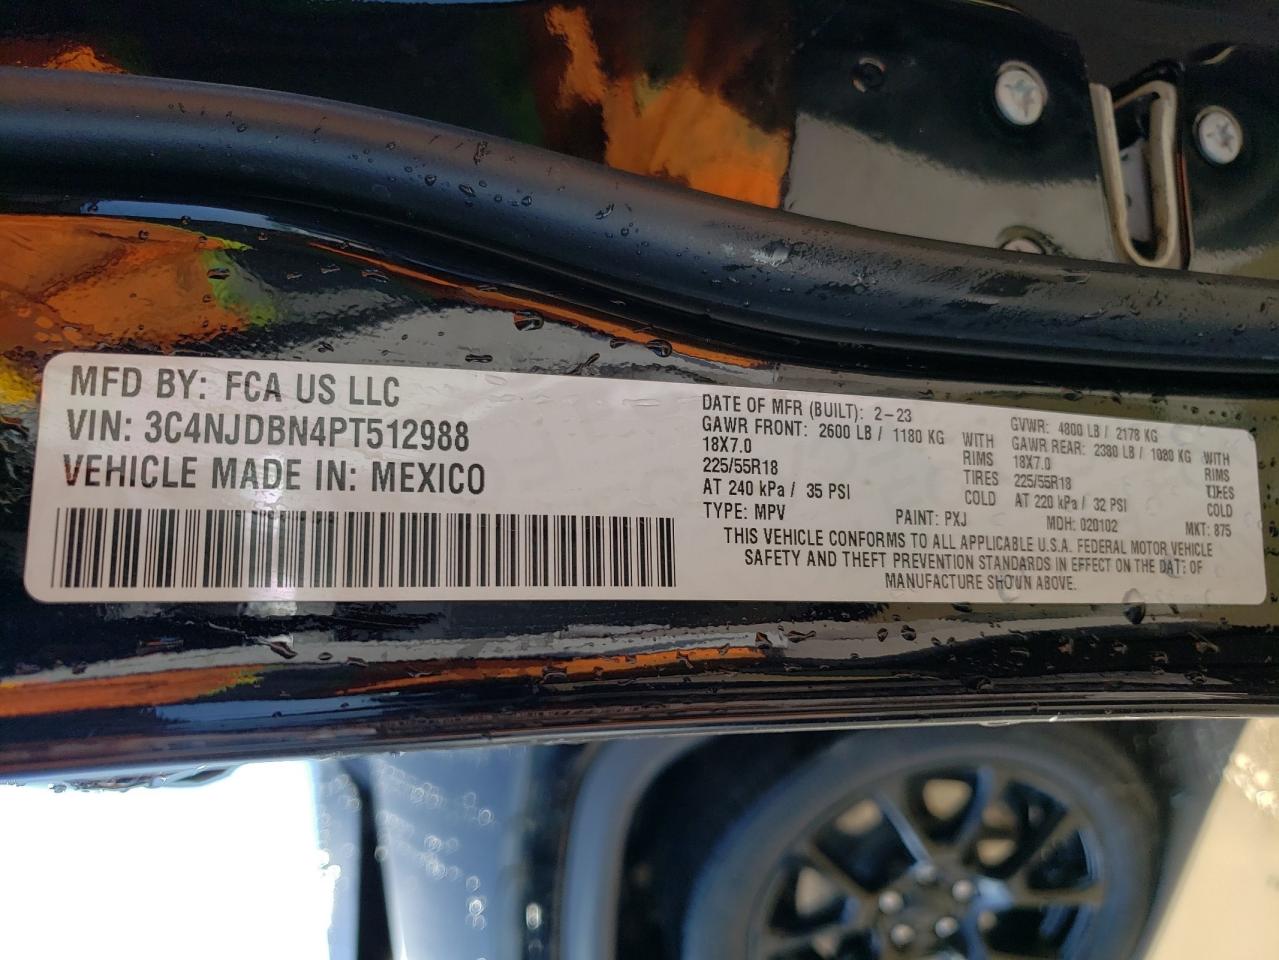 MFD BY: FCA US LLC
VIN: 3C4NJDBN4PT512988
VEHICLE MADE IN: MEXICO
DATE OF MFR (BUILT): 2-23
GVWR: 4800 LB / 2178 KG
GAWR FRONT: 2600 LB / 1180 KG WITH
GAWR REAR: 2380 LB / 1080 KG WITH
18X7.0 RIMS
18X7.0 RIMS
225/55R18 TIRES
225/55R18 TIRES
AT 240 kPa / 35 PSI COLD
AT 220 kPa / 32 PSI COLD
TYPE: MPV PAINT: PXJ MDH: 020102 MKT: 875
THIS VEHICLE CONFORMS TO ALL APPLICABLE U.S.A. FEDERAL MOTOR VEHICLE
SAFETY AND THEFT PREVENTION STANDARDS IN EFFECT ON THE DATE OF
MANUFACTURE SHOWN ABOVE.